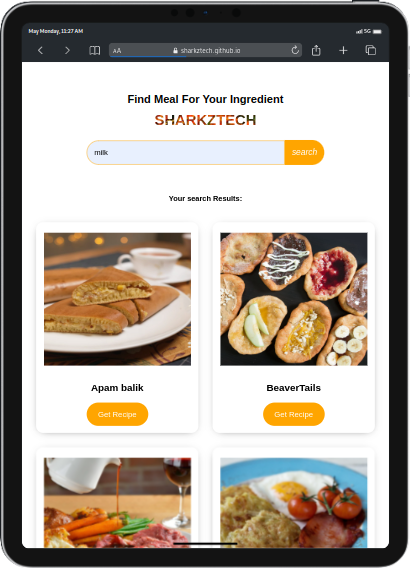 May Monday, 11:27 AM
5G
AA
sharkztech.github.io
Find Meal For Your Ingredient
SHARKZTECH
milk
search
Your search Results:
Apam balik
BeaverTails
Get Recipe
Get Recipe